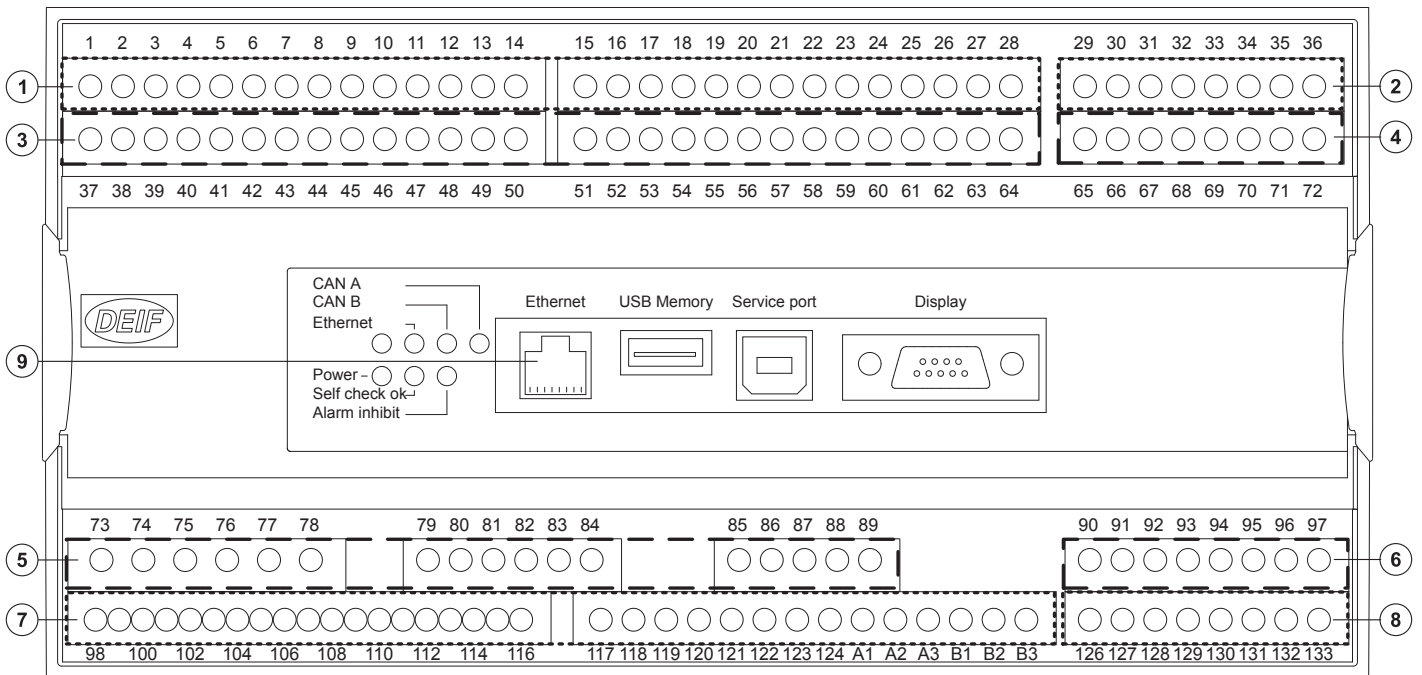 1 2 3 4 5 6 7 8 9 10 11 12 13 14 15 16 17 18 19 20 21 22 23 24 25 26 27 28 29 30 31 32 33 34 35 36
1 2
3 4
37 38 39 40 41 42 43 44 45 46 47 48 49 50 51 52 53 54 55 56 57 58 59 60 61 62 63 64 65 66 67 68 69 70 71 72
CAN A
CAN B
Ethernet
Ethernet USB Memory Service port Display
DEIF
9
Power
Self check ok
Alarm inhibit
73 74 75 76 77 78 79 80 81 82 83 84 85 86 87 88 89 90 91 92 93 94 95 96 97
5 6
7 8
98 100 102 104 106 108 110 112 114 116 117 118 119 120 121 122 123 124 A1 A2 A3 B1 B2 B3 126 127 128 129 130 131 132 133